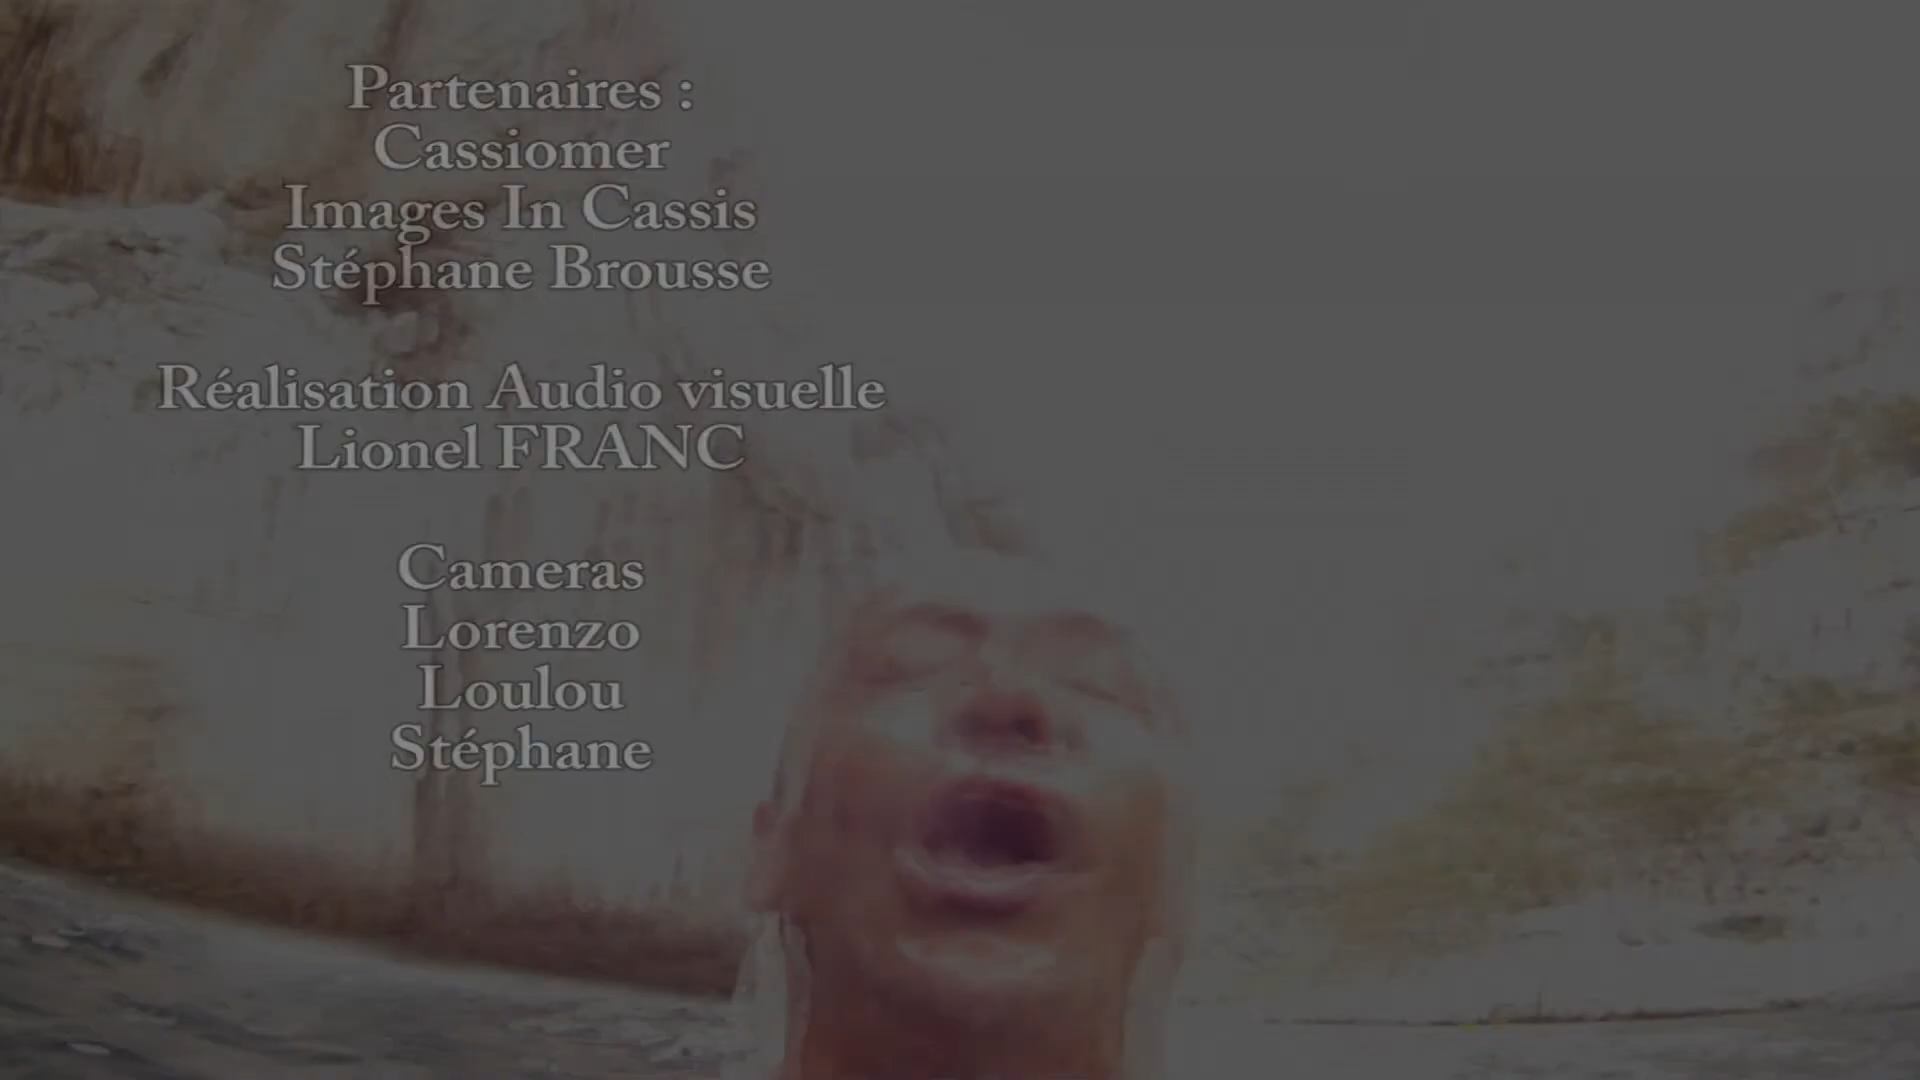 Partenaires :
Cassiomer
Images In Cassis
Stéphane Brousse
Réalisation Audio visuelle
Lionel FRANC
Cameras
Lorenzo
Loulou
Stéphane